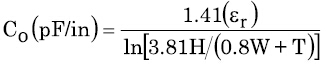 C₀(pF/in) = 1.41(εᵣ) / ln[3.81H/(0.8W + T)]